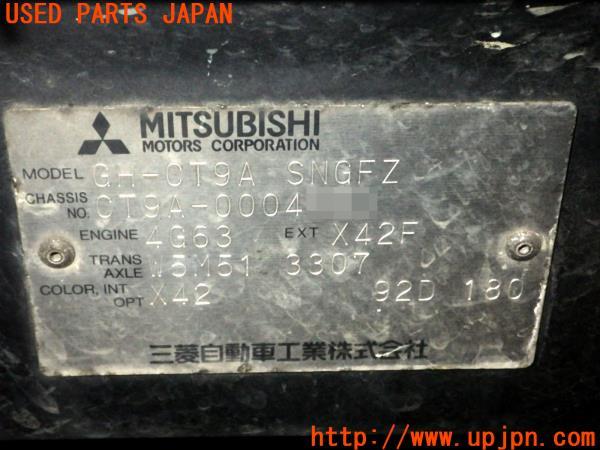 USED PARTS JAPAN
MITSUBISHI
MOTORS CORPORATION
MODEL GH-CT9A SNGFZ
CHASSIS NO. CT9A-0004
ENGINE 4G63 EXT X42F
TRANS AXLE W5M51 3307
COLOR, INT OPT X42 92D 180
三菱自動車工業株式会社
http://www.upjpn.com/